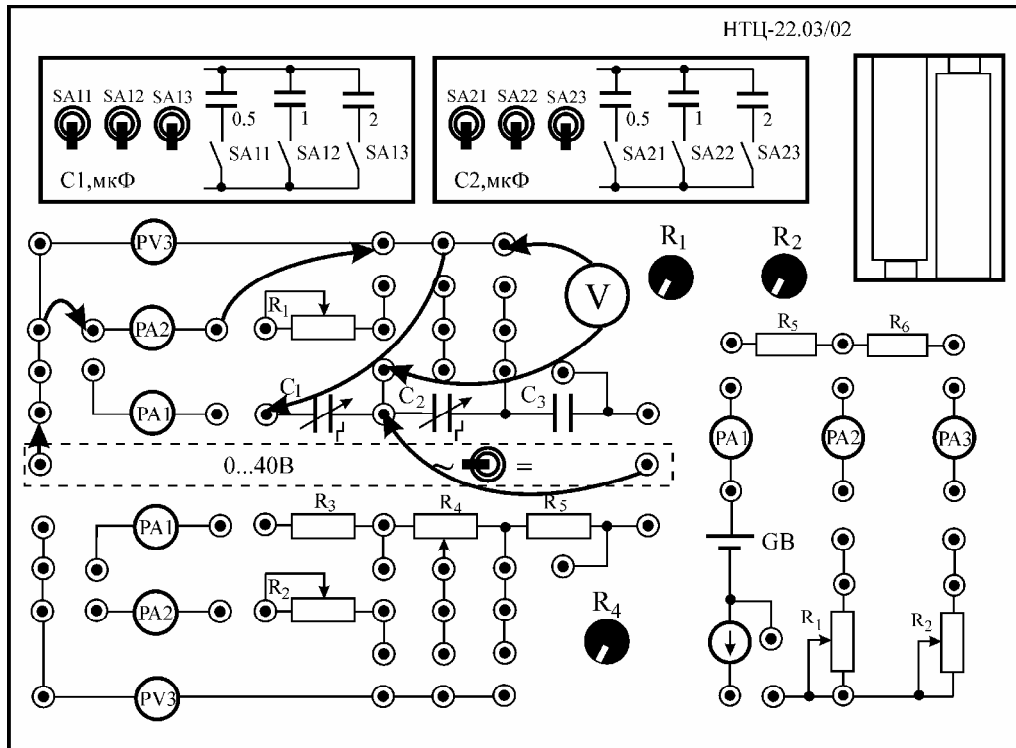 НТЦ-22.03/02
SA11 SA12 SA13
0.5 1 2
SA11 SA12 SA13
С1,мкФ
SA21 SA22 SA23
0.5 1 2
SA21 SA22 SA23
С2,мкФ
PV3
R1 R2
V
R1
PA2
R5 R6
C1 C2 C3
PA1
PA1 PA2 PA3
0...40В ~ =
R3 R4 R5
PA1
GB
R2
PA2
R4
R1 R2
PV3